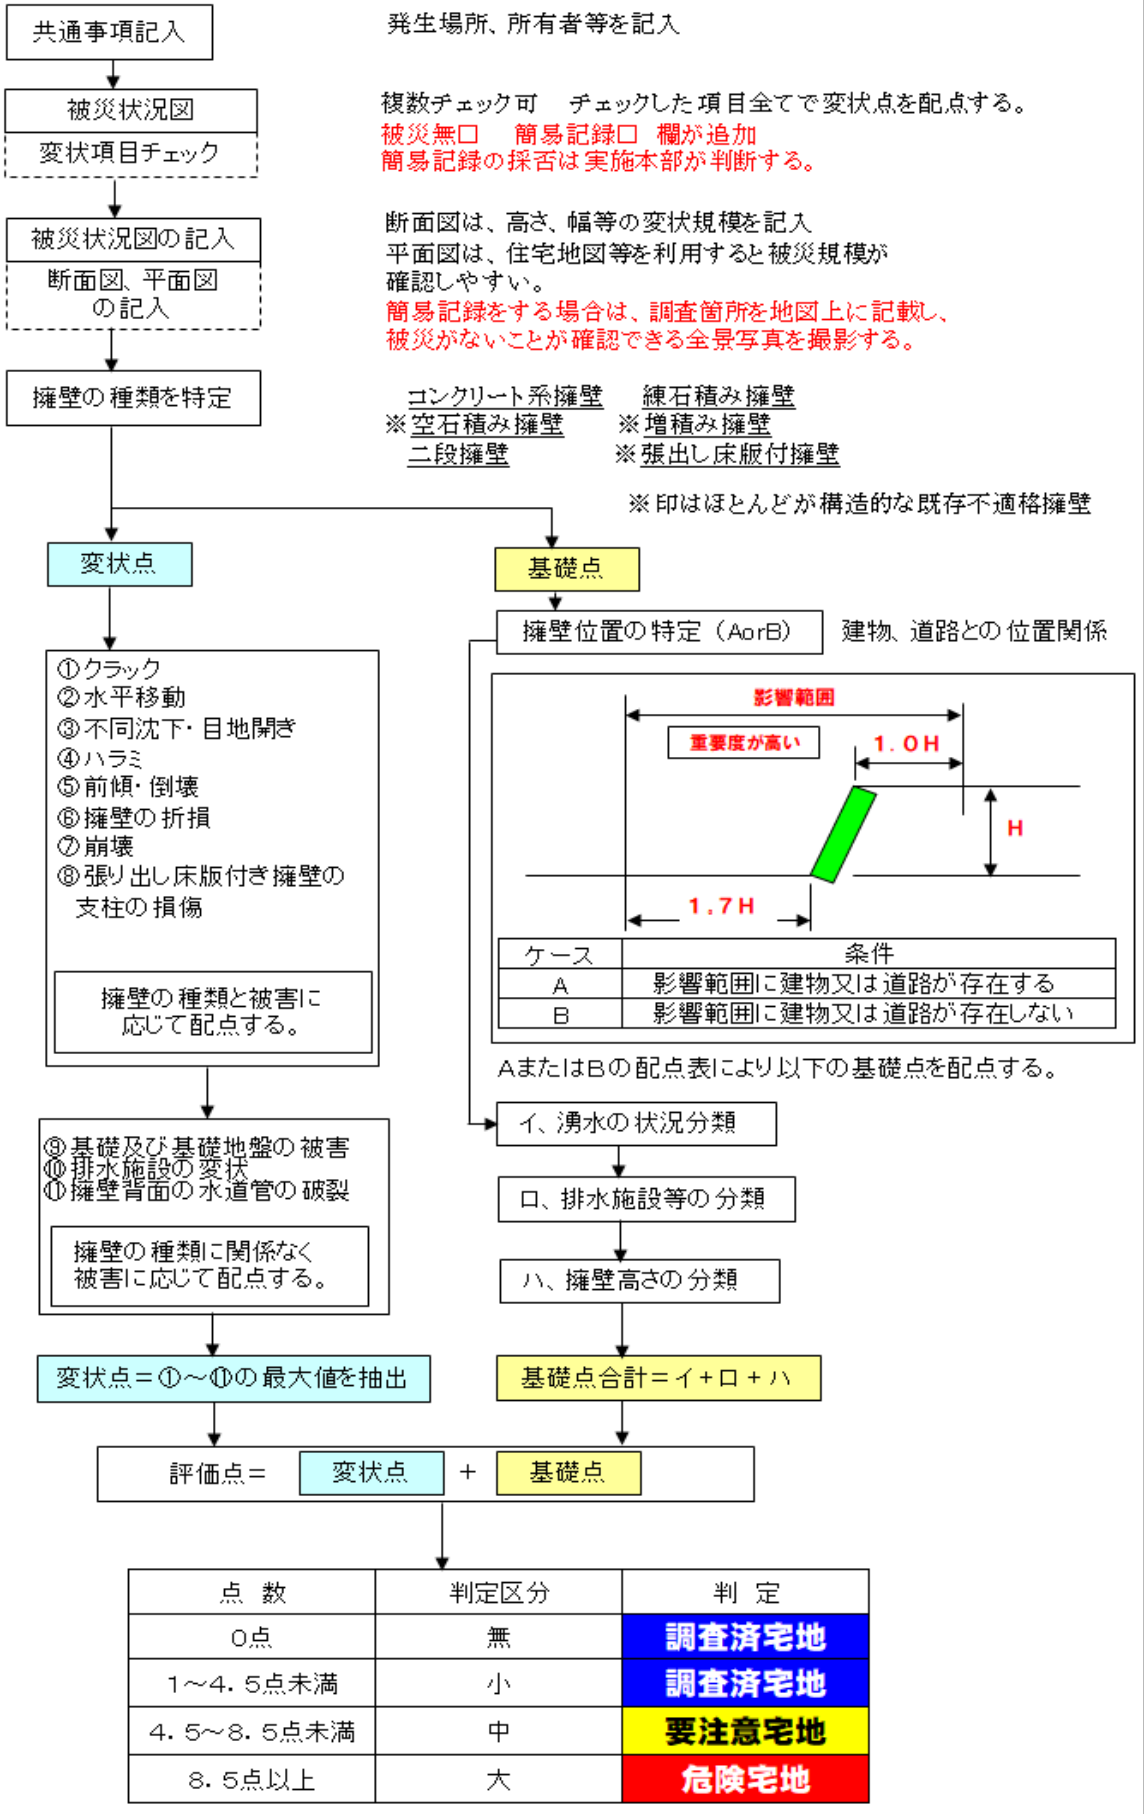 共通事項記入
発生場所、所有者等を記入
被災状況図
変状項目チェック
複数チェック可　チェックした項目全てで変状点を配点する。
被災無□　簡易記録□　欄が追加
簡易記録の採否は実施本部が判断する。
被災状況図の記入
断面図、平面図
の記入
断面図は、高さ、幅等の変状規模を記入
平面図は、住宅地図等を利用すると被災規模が
確認しやすい。
簡易記録をする場合は、調査箇所を地図上に記載し、
被災がないことが確認できる全景写真を撮影する。
擁壁の種類を特定
コンクリート系擁壁　練石積み擁壁
※空石積み擁壁　※増積み擁壁
二段擁壁　※張出し床版付擁壁
※印はほとんどが構造的な既存不適格擁壁
変状点
①クラック
②水平移動
③不同沈下・目地開き
④ハラミ
⑤前傾・倒壊
⑥擁壁の折損
⑦崩壊
⑧張り出し床版付き擁壁の
支柱の損傷
擁壁の種類と被害に
応じて配点する。
⑨基礎及び基礎地盤の被害
⑩排水施設の変状
⑪擁壁背面の水道管の破裂
擁壁の種類に関係なく
被害に応じて配点する。
変状点＝①～⑪の最大値を抽出
基礎点
擁壁位置の特定（AorB）
建物、道路との位置関係
影響範囲
重要度が高い
1.0H
H
1.7H
ケース　条件
A　影響範囲に建物又は道路が存在する
B　影響範囲に建物又は道路が存在しない
AまたはBの配点表により以下の基礎点を配点する。
イ、湧水の状況分類
ロ、排水施設等の分類
ハ、擁壁高さの分類
基礎点合計＝イ+ロ+ハ
評価点＝　変状点　＋　基礎点
点 数　判定区分　判 定
0点　無　調査済宅地
1～4.5点未満　小　調査済宅地
4.5～8.5点未満　中　要注意宅地
8.5点以上　大　危険宅地